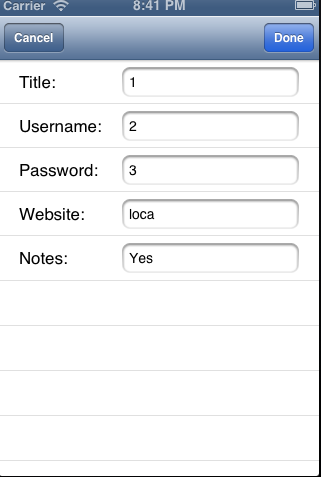 Carrier 8:41 PM
Cancel Done
Title: 1
Username: 2
Password: 3
Website: loca
Notes: Yes